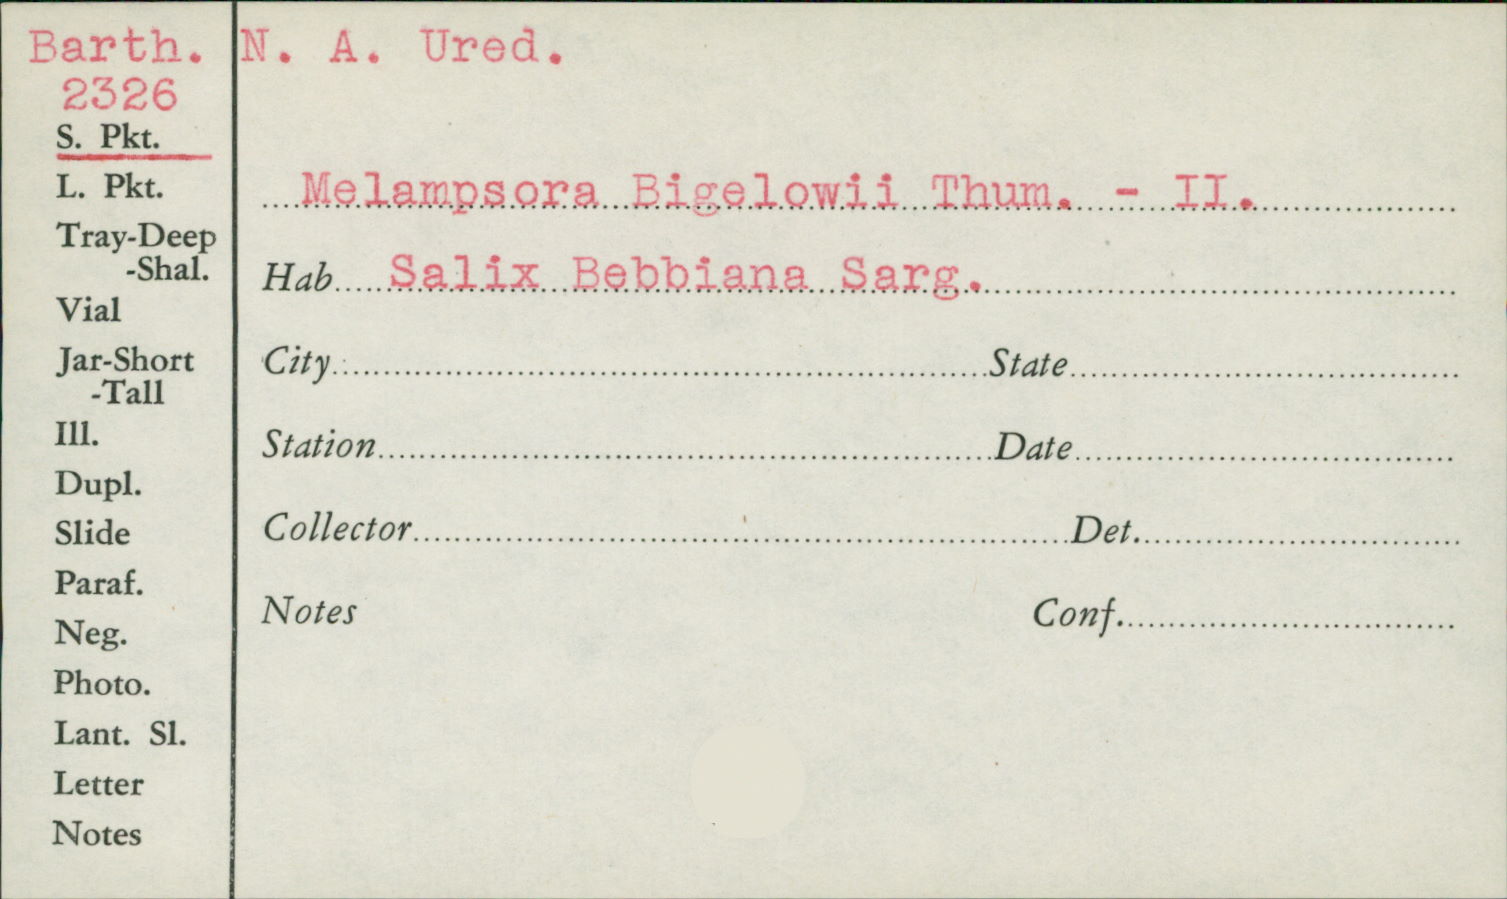 Barth. N. A. Ured.
2326
S. Pkt.
L. Pkt.
Tray-Deep
-Shal.
Vial
Jar-Short
-Tall
Ill.
Dupl.
Slide
Paraf.
Neg.
Photo.
Lant. Sl.
Letter
Notes
Melampsora Bigelowii Thum. - II.
Hab. Salix Bebbiana Sarg.
City State
Station Date
Collector Det.
Notes Conf.